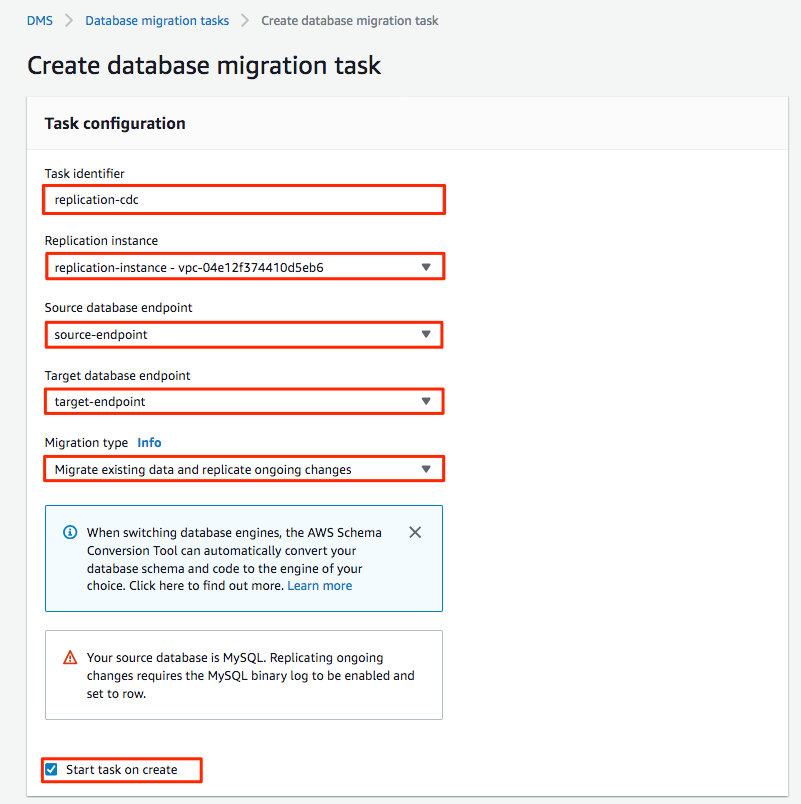 DMS > Database migration tasks > Create database migration task
Create database migration task
Task configuration
Task identifier
replication-cdc
Replication instance
replication-instance - vpc-04e12f374410d5eb6
Source database endpoint
source-endpoint
Target database endpoint
target-endpoint
Migration type Info
Migrate existing data and replicate ongoing changes
When switching database engines, the AWS Schema
Conversion Tool can automatically convert your
database schema and code to the engine of your
choice. Click here to find out more. Learn more
Your source database is MySQL. Replicating ongoing
changes requires the MySQL binary log to be enabled and
set to row.
Start task on create